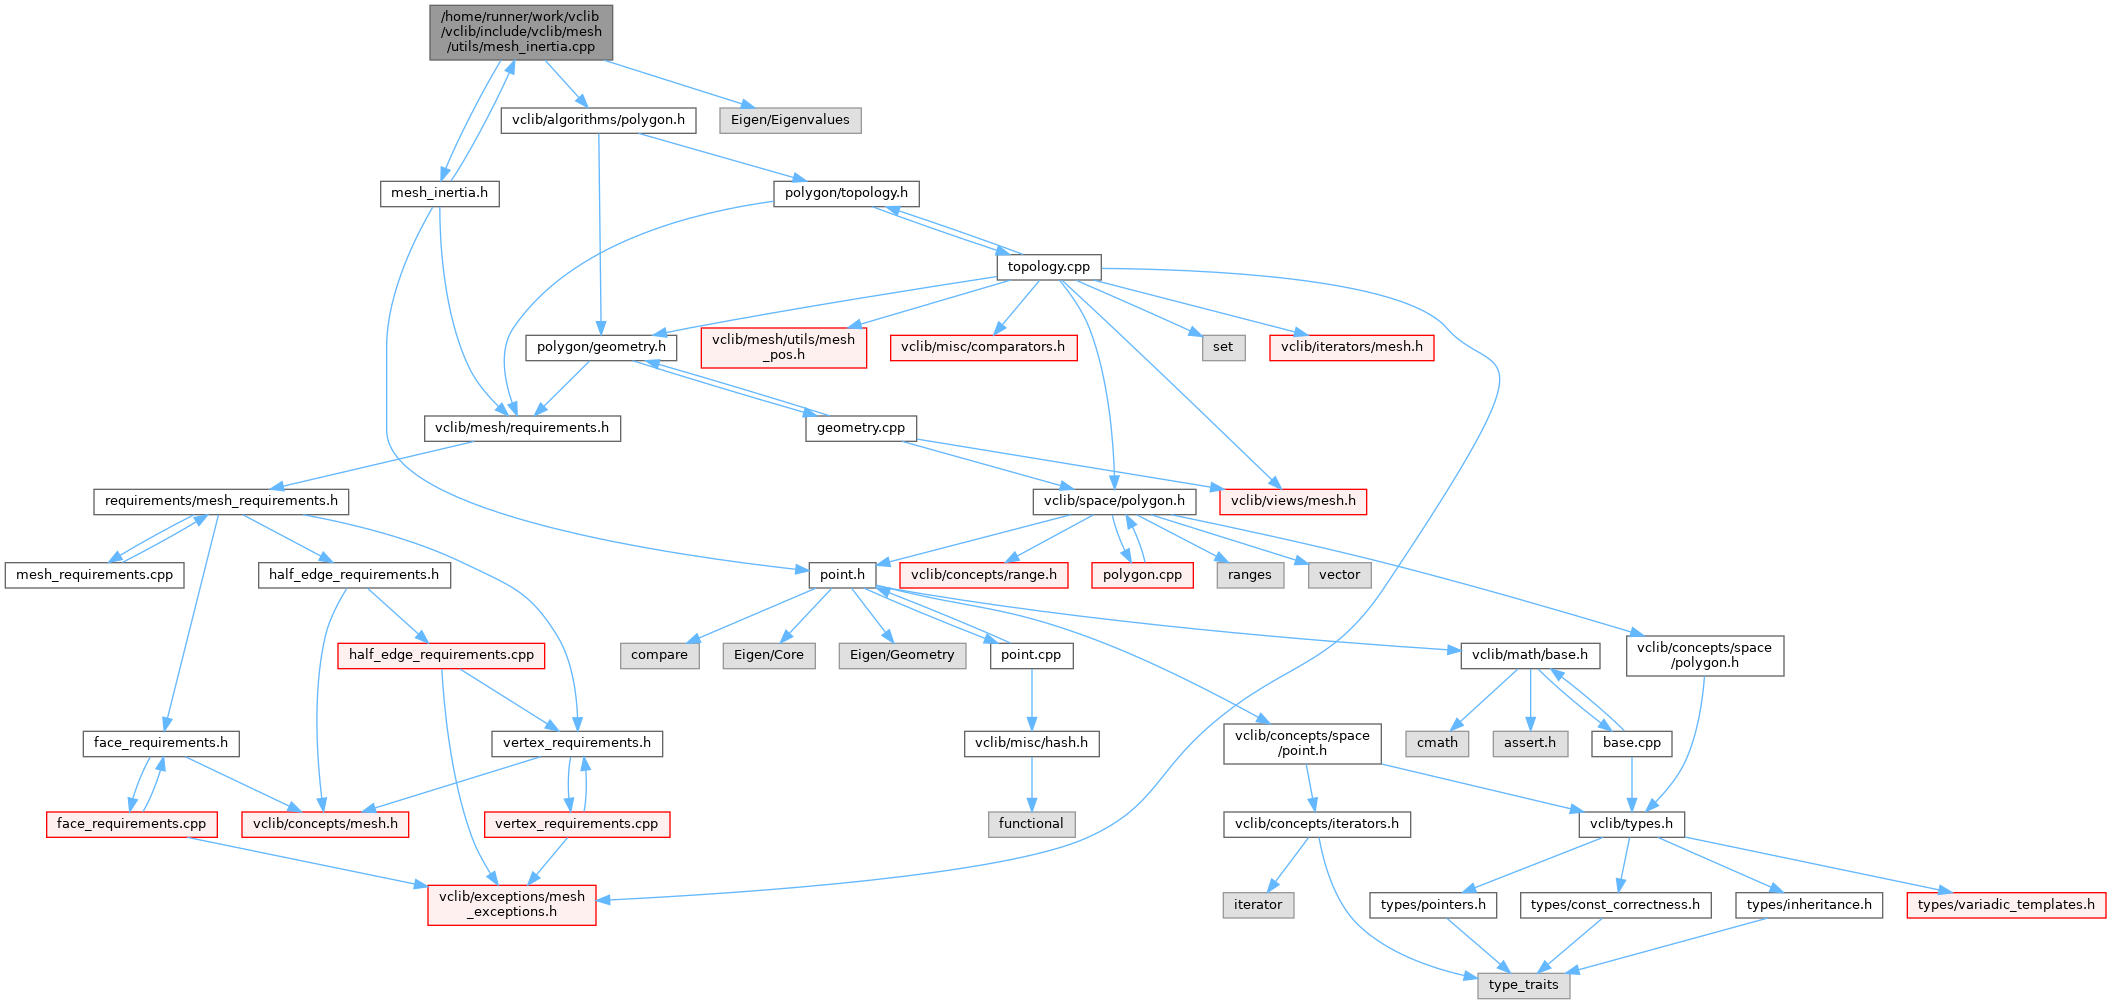 /home/runner/work/vclib
/vclib/include/vclib/mesh
/utils/mesh_inertia.cpp
vclib/algorithms/polygon.h
Eigen/Eigenvalues
mesh_inertia.h
polygon/topology.h
topology.cpp
polygon/geometry.h
vclib/mesh/utils/mesh
_pos.h
vclib/misc/comparators.h
set
vclib/iterators/mesh.h
vclib/mesh/requirements.h
geometry.cpp
requirements/mesh_requirements.h
vclib/space/polygon.h
vclib/views/mesh.h
mesh_requirements.cpp
half_edge_requirements.h
point.h
vclib/concepts/range.h
polygon.cpp
ranges
vector
half_edge_requirements.cpp
compare
Eigen/Core
Eigen/Geometry
point.cpp
vclib/math/base.h
vclib/concepts/space
/polygon.h
face_requirements.h
vertex_requirements.h
vclib/misc/hash.h
vclib/concepts/space
/point.h
cmath
assert.h
base.cpp
face_requirements.cpp
vclib/concepts/mesh.h
vertex_requirements.cpp
functional
vclib/concepts/iterators.h
vclib/types.h
vclib/exceptions/mesh
_exceptions.h
iterator
types/pointers.h
types/const_correctness.h
types/inheritance.h
types/variadic_templates.h
type_traits